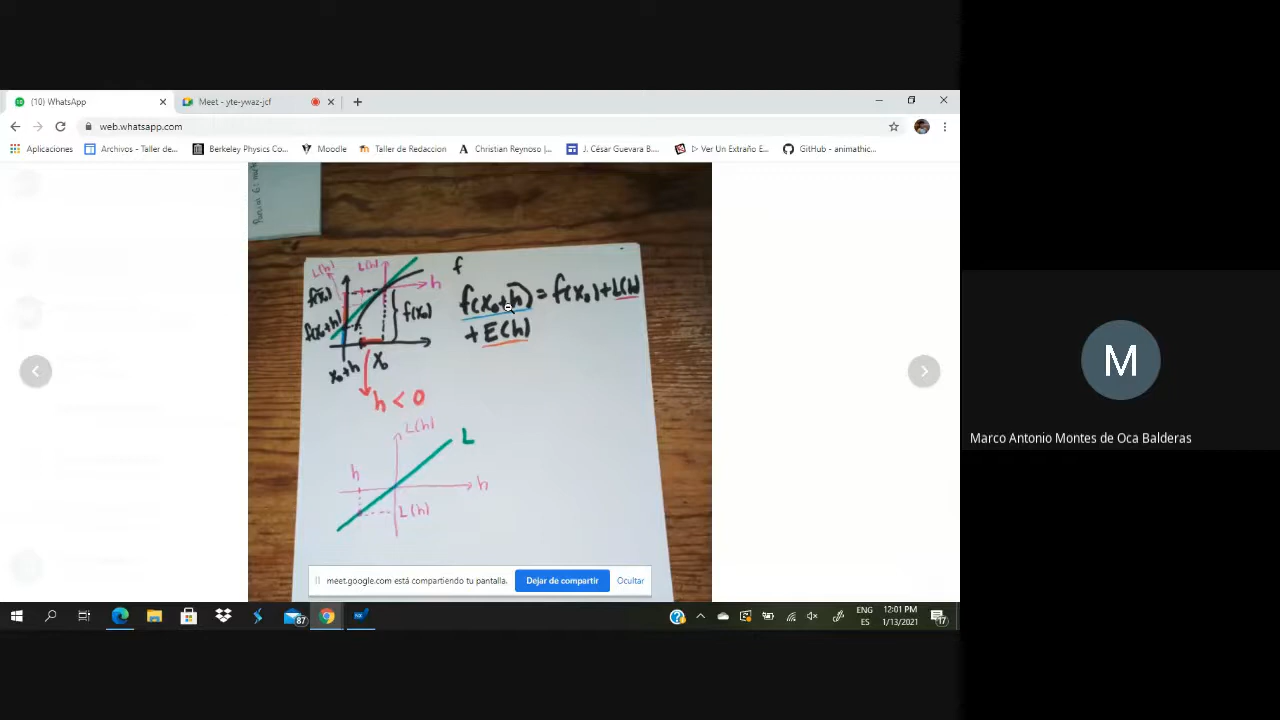 (10) WhatsApp
Meet - yte-ywaz-jcf
web.whatsapp.com
Aplicaciones
Archivos - Taller de...
Berkeley Physics Co...
Moodle
Taller de Redaccion
Christian Reynoso |...
J. César Guevara B....
▷ Ver Un Extraño E...
GitHub - animathic...
L(h)
L(h)
h
f(x₀)
f(x₀+h)
f(x₀)
x₀+h
x₀
h < 0
f
f(x₀+h) = f(x₀) + L(h)
+ E(h)
L(h)
L
h
h
L(h)
meet.google.com está compartiendo tu pantalla.
Dejar de compartir
Ocultar
87
ENG
ES
12:01 PM
1/13/2021
17
M
Marco Antonio Montes de Oca Balderas